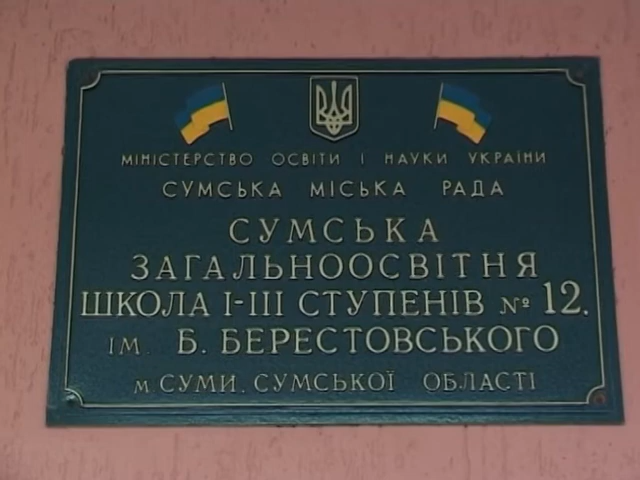 МІНІСТЕРСТВО ОСВІТИ І НАУКИ УКРАЇНИ
СУМСЬКА МІСЬКА РАДА
СУМСЬКА
ЗАГАЛЬНООСВІТНЯ
ШКОЛА І-ІІІ СТУПЕНІВ № 12.
ІМ. Б. БЕРЕСТОВСЬКОГО
м СУМИ. СУМСЬКОЇ ОБЛАСТІ